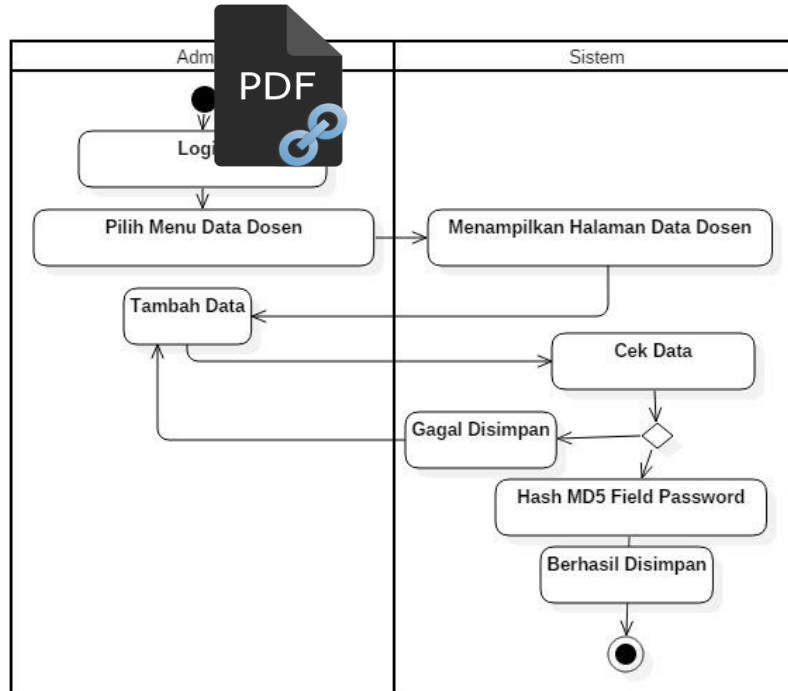 Sistem
PDF
Pilih Menu Data Dosen
Menampilkan Halaman Data Dosen
Tambah Data
Cek Data
Gagal Disimpan
Hash MD5 Field Password
Berhasil Disimpan